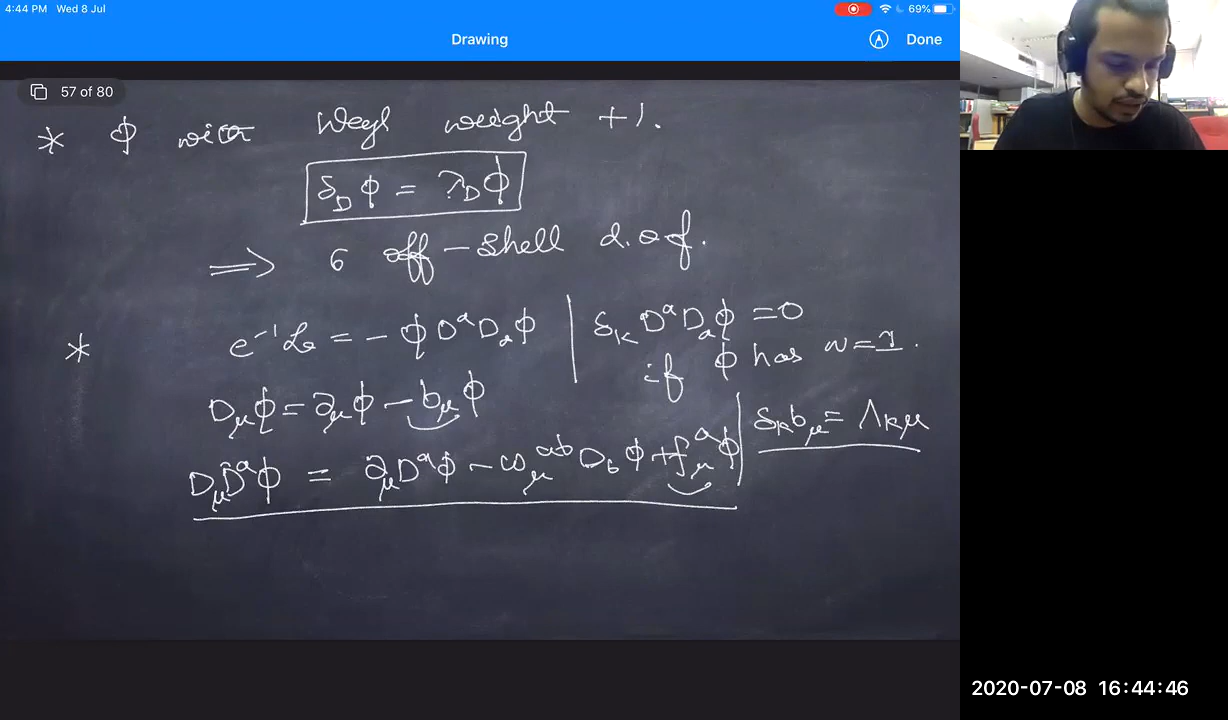 4:44 PM Wed 8 Jul
69%
Drawing
Done
57 of 80
* ϕ with Weyl weight +1.
δ_D ϕ = λ_D ϕ
⟹ 6 off-shell d.o.f.
* e⁻¹ℒ = - ϕ D^a D_a ϕ | δ_K D^a D_a ϕ = 0
if ϕ has w=1.
D_μ ϕ = ∂_μ ϕ - b_μ ϕ
δ_K b_μ = Λ_Kμ
D_μ D^a ϕ = ∂_μ D^a ϕ - ω_μ^ab D_b ϕ + f_μ^a ϕ
2020-07-08 16:44:46